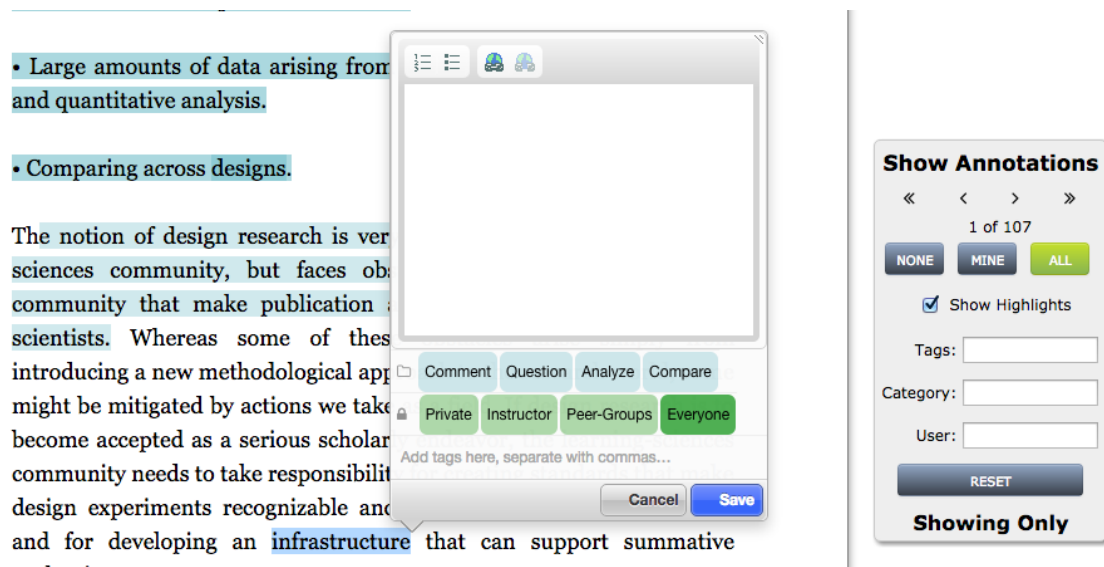 • Large amounts of data arising from
and quantitative analysis.
• Comparing across designs.
The notion of design research is ver
sciences community, but faces obs
community that make publication
scientists. Whereas some of thes
introducing a new methodological app
might be mitigated by actions we take
become accepted as a serious scholar
community needs to take responsibilit
design experiments recognizable and
and for developing an infrastructure that can support summative
Comment Question Analyze Compare
Private Instructor Peer-Groups Everyone
Add tags here, separate with commas...
Cancel Save
Show Annotations
« < > »
1 of 107
NONE MINE ALL
Show Highlights
Tags:
Category:
User:
RESET
Showing Only